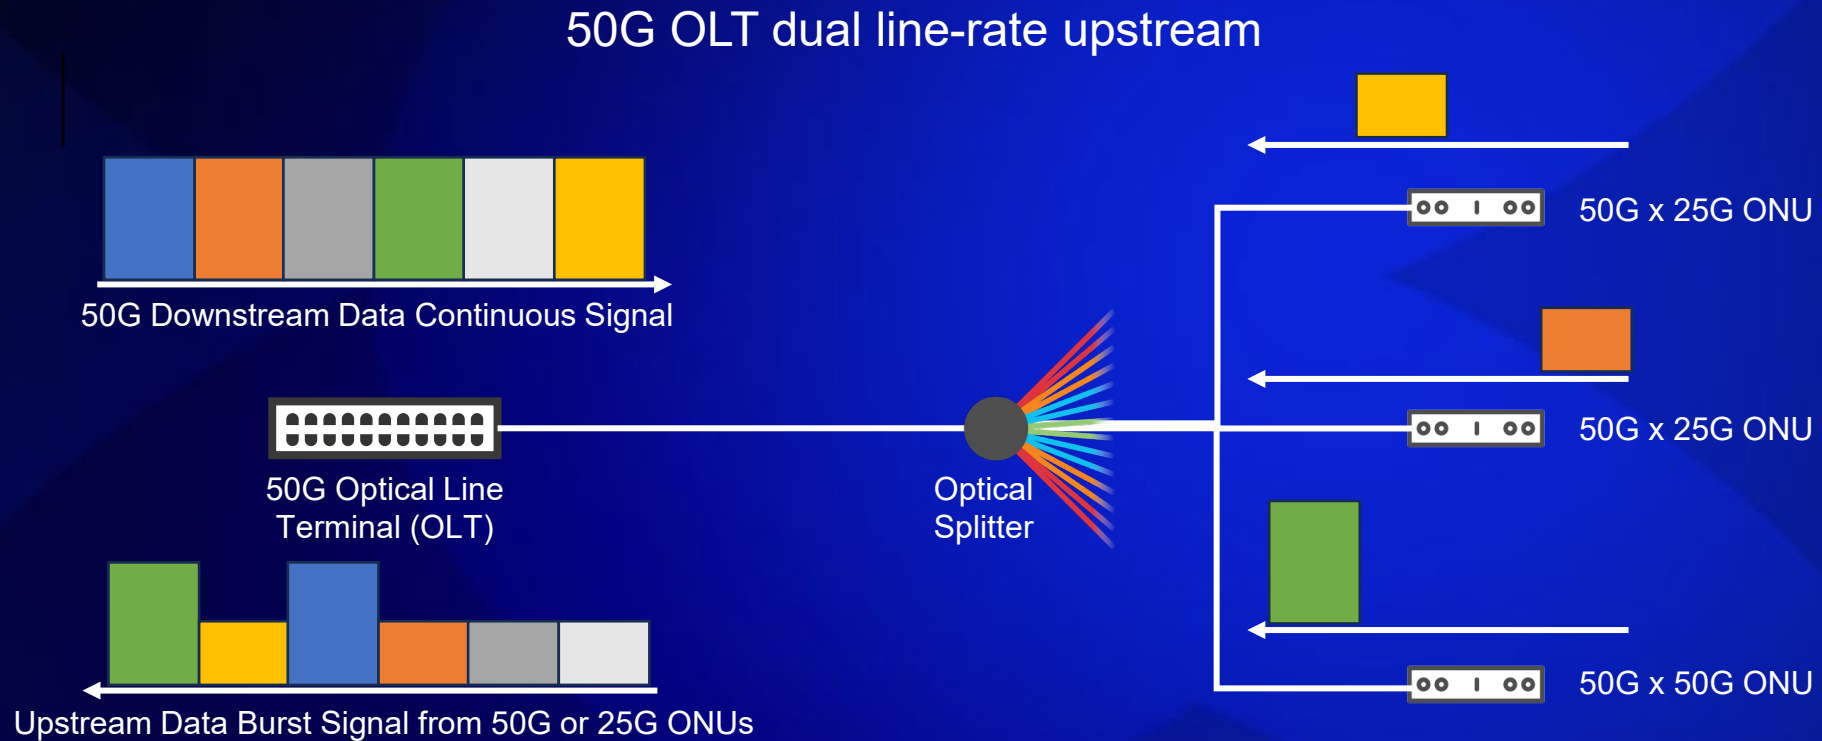 50G OLT dual line-rate upstream
50G x 25G ONU
50G Downstream Data Continuous Signal
50G x 25G ONU
50G Optical Line
Terminal (OLT)
Optical
Splitter
50G x 50G ONU
Upstream Data Burst Signal from 50G or 25G ONUs